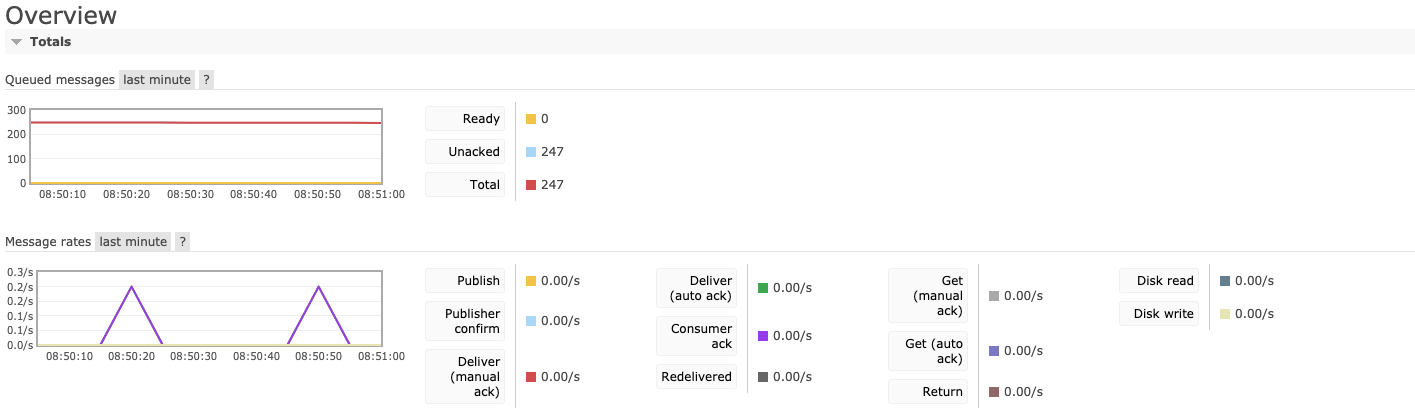 Overview
Totals
Queued messages last minute ?
300
200
100
0
08:50:10 08:50:20 08:50:30 08:50:40 08:50:50 08:51:00
Ready 0
Unacked 247
Total 247
Message rates last minute ?
0.3/s
0.2/s
0.2/s
0.1/s
0.1/s
0.0/s
08:50:10 08:50:20 08:50:30 08:50:40 08:50:50 08:51:00
Publish 0.00/s
Publisher
confirm 0.00/s
Deliver
(manual
ack) 0.00/s
Deliver
(auto ack) 0.00/s
Consumer
ack 0.00/s
Redelivered 0.00/s
Get
(manual
ack) 0.00/s
Get (auto
ack) 0.00/s
Return 0.00/s
Disk read 0.00/s
Disk write 0.00/s